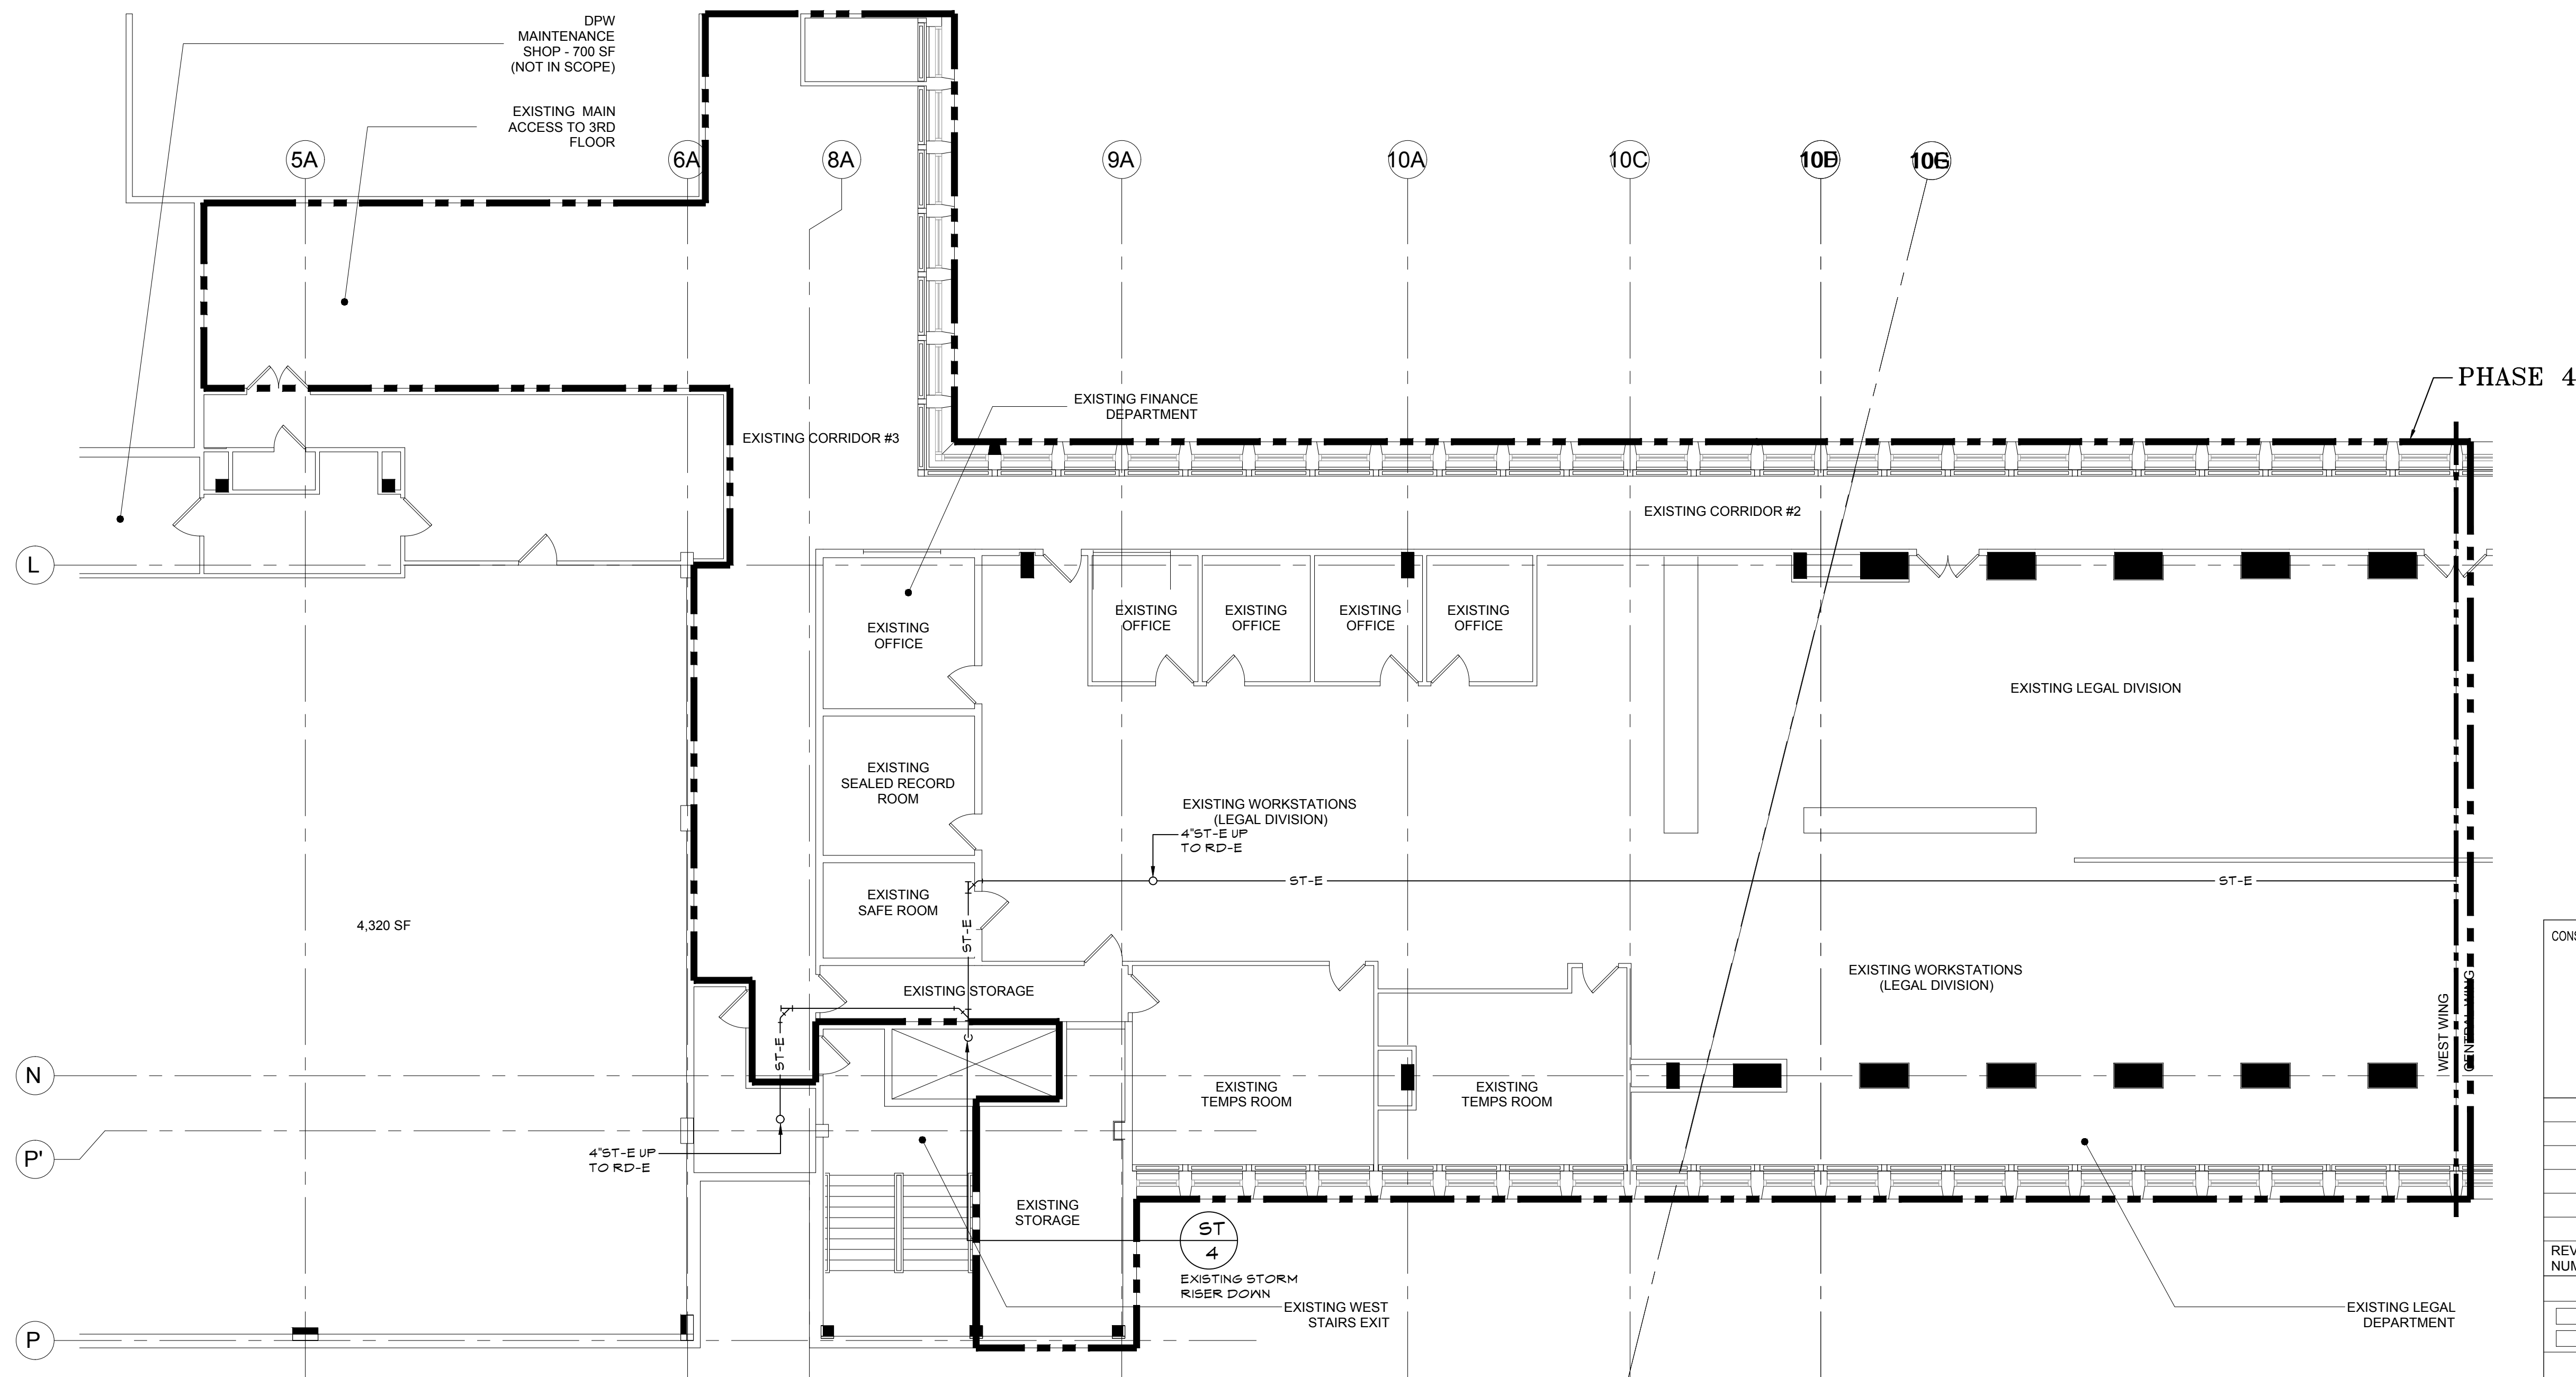 DPW
MAINTENANCE
SHOP - 700 SF
(NOT IN SCOPE)
EXISTING MAIN
ACCESS TO 3RD
FLOOR
5A
6A
8A
9A
10A
10C
PHASE 4
EXISTING FINANCE
DEPARTMENT
EXISTING CORRIDOR #3
EXISTING CORRIDOR #2
L
EXISTING
OFFICE
EXISTING
OFFICE
EXISTING
OFFICE
EXISTING
OFFICE
EXISTING
OFFICE
EXISTING LEGAL DIVISION
EXISTING
SEALED RECORD
ROOM
EXISTING WORKSTATIONS
(LEGAL DIVISION)
4"ST-E UP
TO RD-E
ST-E
ST-E
EXISTING
SAFE ROOM
ST-E
4,320 SF
EXISTING WORKSTATIONS
(LEGAL DIVISION)
EXISTING STORAGE
WEST WING
CENTRAL WING
CONS
ST-E
N
EXISTING
TEMPS ROOM
EXISTING
TEMPS ROOM
P'
4"ST-E UP
TO RD-E
EXISTING
STORAGE
ST
4
EXISTING STORM
RISER DOWN
EXISTING WEST
STAIRS EXIT
EXISTING LEGAL
DEPARTMENT
REV
NUM
P